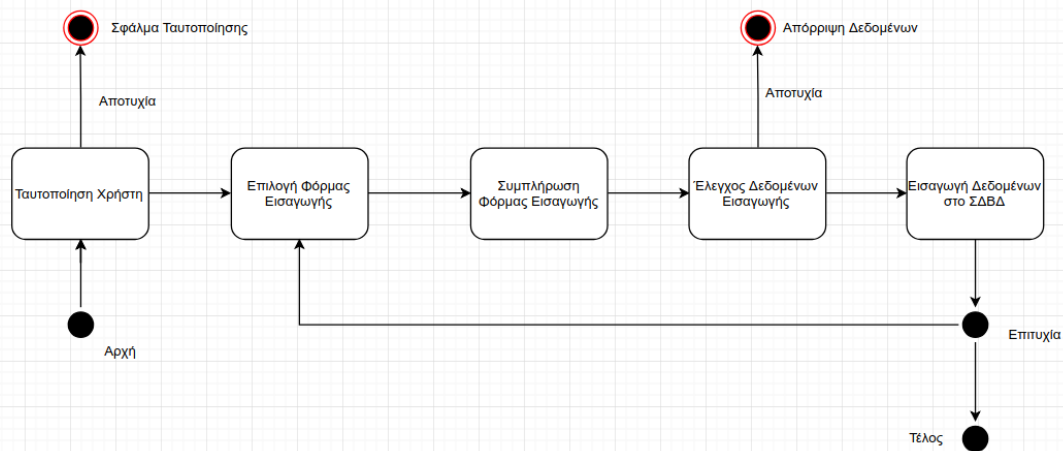 Σφάλμα Ταυτοποίησης
Απόρριψη Δεδομένων
Αποτυχία
Αποτυχία
Ταυτοποίηση Χρήστη
Επιλογή Φόρμας
Εισαγωγής
Συμπλήρωση
Φόρμας Εισαγωγής
Έλεγχος Δεδομένων
Εισαγωγής
Εισαγωγή Δεδομένων
στο ΣΔΒΔ
Αρχή
Επιτυχία
Τέλος